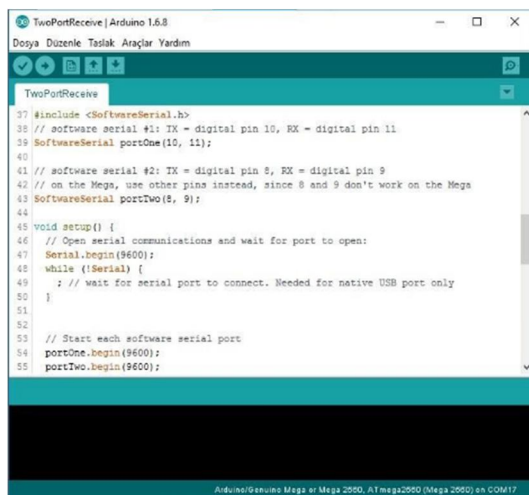 TwoPortReceive | Arduino 1.6.8
Dosya Düzenle Taslak Araçlar Yardım
TwoPortReceive
37 #include <SoftwareSerial.h>
38 // software serial #1: TX = digital pin 10, RX = digital pin 11
39 SoftwareSerial portOne(10, 11);
40
41 // software serial #2: TX = digital pin 8, RX = digital pin 9
42 // on the Mega, use other pins instead, since 8 and 9 don't work on the Mega
43 SoftwareSerial portTwo(8, 9);
44
45 void setup() {
46 // Open serial communications and wait for port to open:
47 Serial.begin(9600);
48 while (!Serial) {
49 ; // wait for serial port to connect. Needed for native USB port only
50 }
51
52
53 // Start each software serial port
54 portOne.begin(9600);
55 portTwo.begin(9600);
Arduino/Genuino Mega or Mega 2560, ATmega2560 (Mega 2560) on COM17